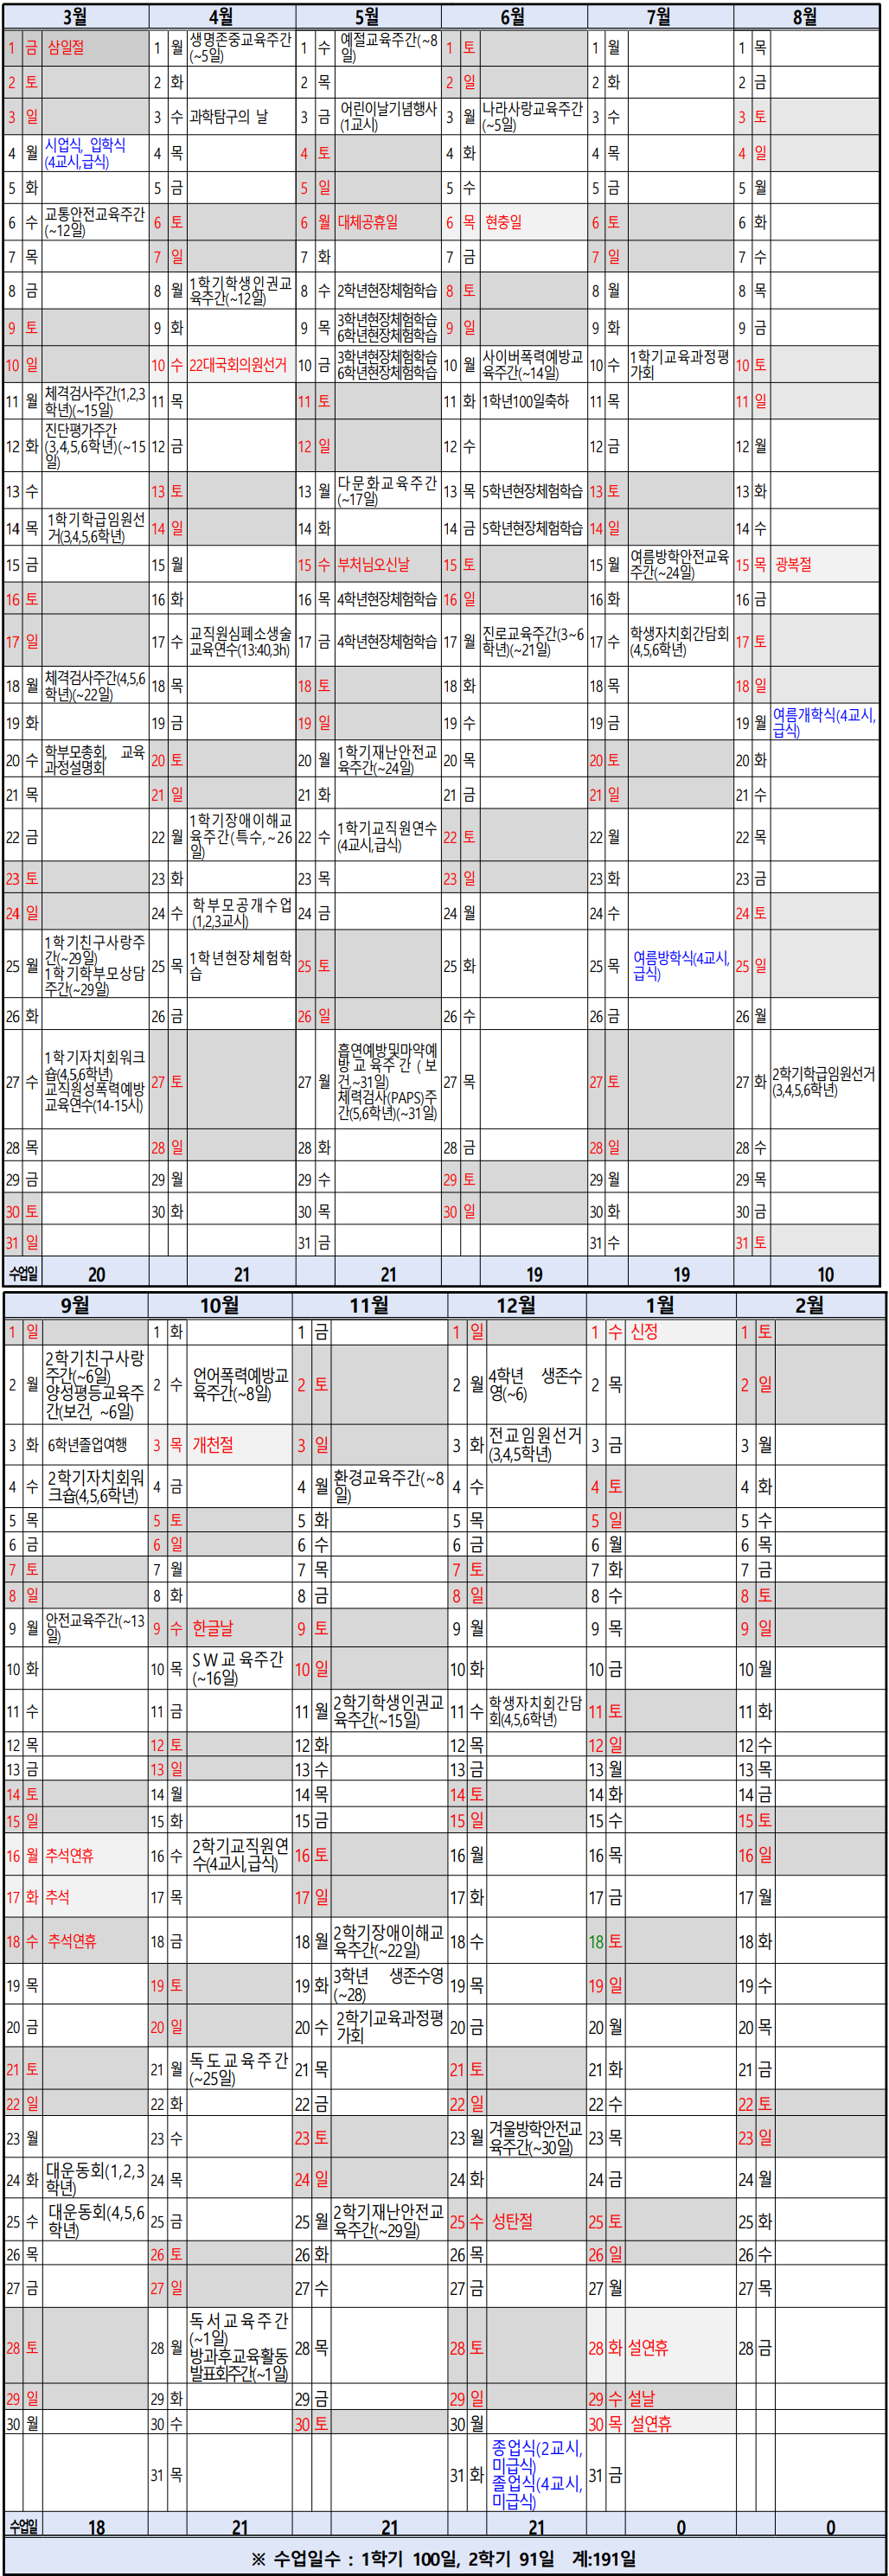 3월 4월 5월 6월 7월 8월
1 금 삼일절 1 월 생명존중교육주간(~5일) 1 수 예절교육주간(~8일) 1 토 1 월 1 목
2 토 2 화 2 목 2 일 2 화 2 금
3 일 3 수 과학탐구의 날 3 금 어린이날기념행사(1교시) 3 월 나라사랑교육주간(~5일) 3 수 3 토
4 월 시업식, 입학식(4교시,급식) 4 목 4 토 4 화 4 목 4 일
5 화 5 금 5 일 5 수 5 금 5 월
6 수 교통안전교육주간(~12일) 6 토 6 월 대체공휴일 6 목 현충일 6 토 6 화
7 목 7 일 7 화 7 금 7 일 7 수
8 금 8 월 1학기학생인권교육주간(~12일) 8 수 2학년현장체험학습 8 토 8 월 8 목
9 토 9 화 9 목 3학년현장체험학습 6학년현장체험학습 9 일 9 화 9 금
10 일 10 수 22대국회의원선거 10 금 3학년현장체험학습 6학년현장체험학습 10 월 사이버폭력예방교육주간(~14일) 10 수 1학기교육과정평가회 10 토
11 월 체격검사주간(1,2,3학년)(~15일) 11 목 11 토 11 화 1학년100일축하 11 목 11 일
12 화 진단평가주간(3,4,5,6학년)(~15일) 12 금 12 일 12 수 12 금 12 월
13 수 13 토 13 월 다문화교육주간(~17일) 13 목 5학년현장체험학습 13 토 13 화
14 목 1학기학급임원선거(3,4,5,6학년) 14 일 14 화 14 금 5학년현장체험학습 14 일 14 수
15 금 15 월 15 수 부처님오신날 15 토 15 월 여름방학안전교육주간(~24일) 15 목 광복절
16 토 16 화 16 목 4학년현장체험학습 16 일 16 화 16 금
17 일 17 수 교직원심폐소생술교육연수(13:40,3h) 17 금 4학년현장체험학습 17 월 진로교육주간(3~6학년)(~21일) 17 수 학생자치회간담회(4,5,6학년) 17 토
18 월 체격검사주간(4,5,6학년)(~22일) 18 목 18 토 18 화 18 목 18 일
19 화 19 금 19 일 19 수 19 금 19 월 여름개학식(4교시,급식)
20 수 학부모총회, 교육과정설명회 20 토 20 월 1학기재난안전교육주간(~24일) 20 목 20 토 20 화
21 목 21 일 21 화 21 금 21 일 21 수
22 금 22 월 1학기장애이해교육주간(특수,~26일) 22 수 1학기교직원연수(4교시,급식) 22 토 22 월 22 목
23 토 23 화 23 목 23 일 23 화 23 금
24 일 24 수 학부모공개수업(1,2,3교시) 24 금 24 월 24 수 24 토
25 월 1학기친구사랑주간(~29일) 1학기학부모상담주간(~29일) 25 목 1학년현장체험학습 25 토 25 화 25 목 여름방학식(4교시,급식) 25 일
26 화 26 금 26 일 26 수 26 금 26 월
27 수 1학기자치회워크숍(4,5,6학년) 교직원성폭력예방교육연수(14-15시) 27 토 27 월 흡연예방및마약예방교육주간(보건,~31일) 체력검사(PAPS)주간(5,6학년)(~31일) 27 목 27 토 27 화 2학기학급임원선거(3,4,5,6학년)
28 목 28 일 28 화 28 금 28 일 28 수
29 금 29 월 29 수 29 토 29 월 29 목
30 토 30 화 30 목 30 일 30 화 30 금
31 일 31 금 31 수 31 토
수업일 20 21 21 19 19 10
9월 10월 11월 12월 1월 2월
1 일 1 화 1 금 1 일 1 수 신정 1 토
2 월 2학기친구사랑주간(~6일) 양성평등교육주간(보건, ~6일) 2 수 언어폭력예방교육주간(~8일) 2 토 2 월 4학년 생존수영(~6) 2 목 2 일
3 화 6학년졸업여행 3 목 개천절 3 일 3 화 전교임원선거(3,4,5학년) 3 금 3 월
4 수 2학기자치회워크숍(4,5,6학년) 4 금 4 월 환경교육주간(~8일) 4 수 4 토 4 화
5 목 5 토 5 화 5 목 5 일 5 수
6 금 6 일 6 수 6 금 6 월 6 목
7 토 7 월 7 목 7 토 7 화 7 금
8 일 8 화 8 금 8 일 8 수 8 토
9 월 안전교육주간(~13일) 9 수 한글날 9 토 9 월 9 목 9 일
10 화 10 목 SW교육주간(~16일) 10 일 10 화 10 금 10 월
11 수 11 금 11 월 2학기학생인권교육주간(~15일) 11 수 학생자치회간담회(4,5,6학년) 11 토 11 화
12 목 12 토 12 화 12 목 12 일 12 수
13 금 13 일 13 수 13 금 13 월 13 목
14 토 14 월 14 목 14 토 14 화 14 금
15 일 15 화 15 금 15 일 15 수 15 토
16 월 추석연휴 16 수 2학기교직원연수(4교시,급식) 16 토 16 월 16 목 16 일
17 화 추석 17 목 17 일 17 화 17 금 17 월
18 수 추석연휴 18 금 18 월 2학기장애이해교육주간(~22일) 18 수 18 토 18 화
19 목 19 토 19 화 3학년 생존수영(~28) 19 목 19 일 19 수
20 금 20 일 20 수 2학기교육과정평가회 20 금 20 월 20 목
21 토 21 월 독도교육주간(~25일) 21 목 21 토 21 화 21 금
22 일 22 화 22 금 22 일 22 수 22 토
23 월 23 수 23 토 23 월 겨울방학안전교육주간(~30일) 23 목 23 일
24 화 대운동회(1,2,3학년) 24 목 24 일 24 화 24 금 24 월
25 수 대운동회(4,5,6학년) 25 금 25 월 2학기재난안전교육주간(~29일) 25 수 성탄절 25 토 25 화
26 목 26 토 26 화 26 목 26 일 26 수
27 금 27 일 27 수 27 금 27 월 27 목
28 토 28 월 독서교육주간(~1일) 방과후교육활동발표회주간(~1일) 28 목 28 토 28 화 설연휴 28 금
29 일 29 화 29 금 29 일 29 수 설날
30 월 30 수 30 토 30 월 30 목 설연휴
31 목 31 화 종업식(2교시,미급식) 졸업식(4교시,미급식) 31 금
수업일 18 21 21 21 0 0
※ 수업일수 : 1학기 100일, 2학기 91일 계:191일